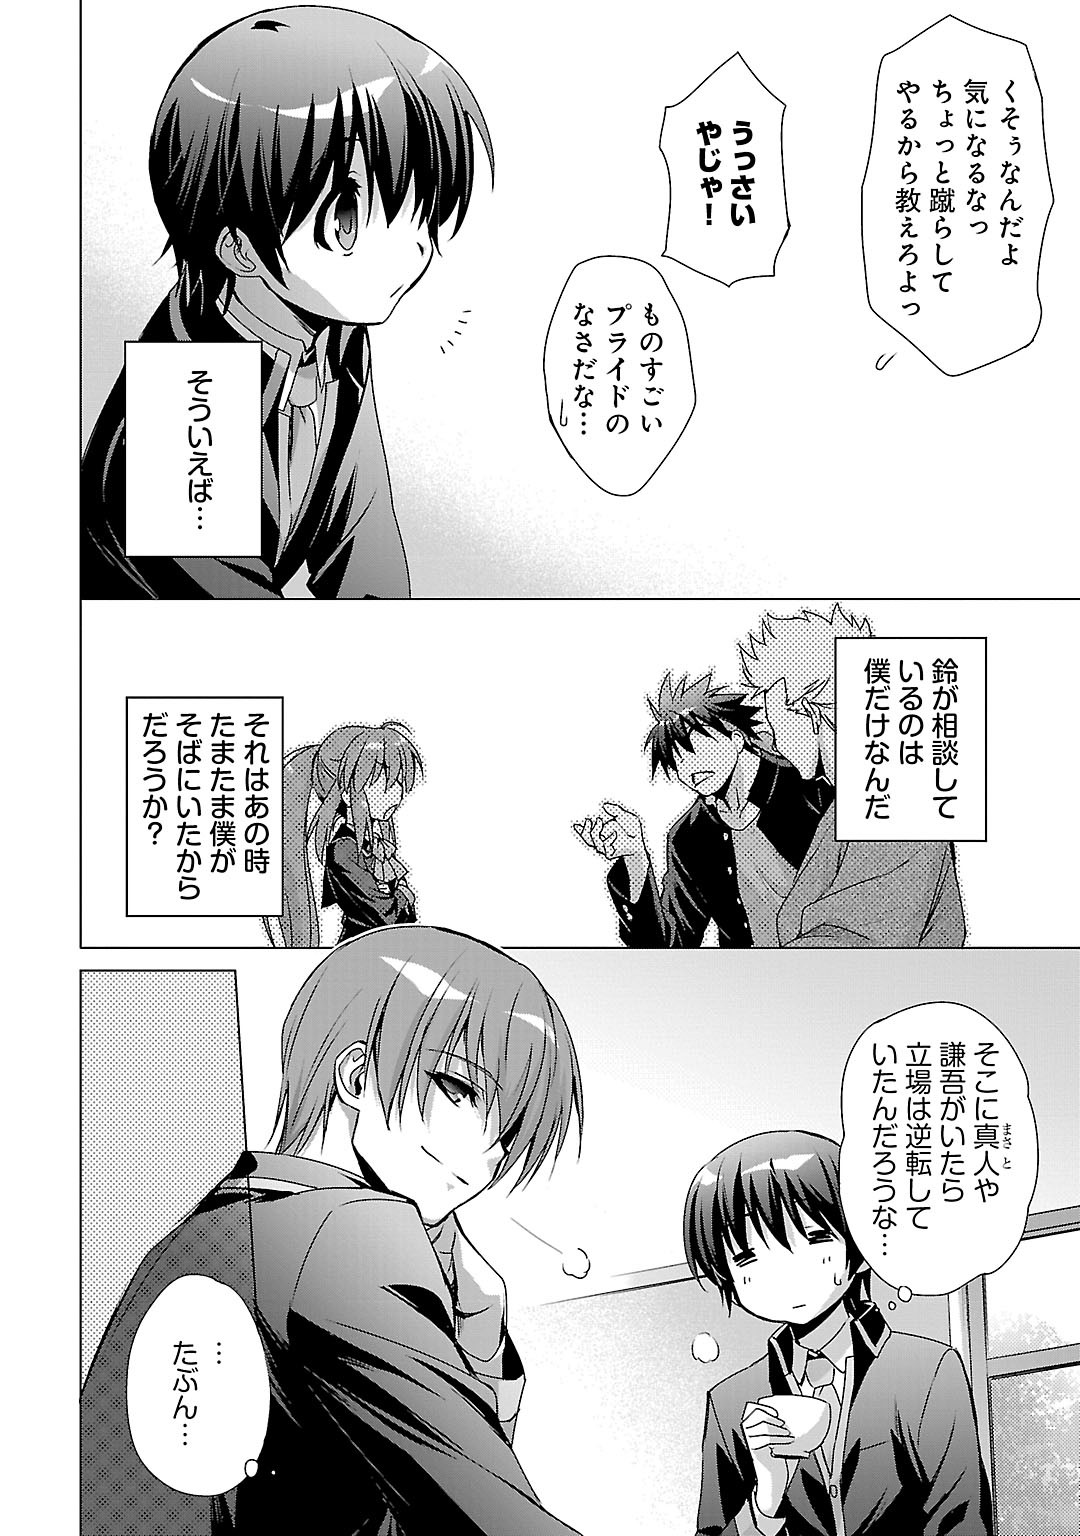 くそぅなんだよ
気になるなっ
ちょっと蹴らして
やるから教えろよっ
うっさい
やじゃ!
ものすごい
プライドの
なさだな…
そういえば…
鈴が相談して
いるのは
僕だけなんだ
それはあの時
たまたま僕が
そばにいたから
だろうか?
そこに真人や
まさと
謙吾がいたら
立場は逆転して
いたんだろうな…
…
たぶん…